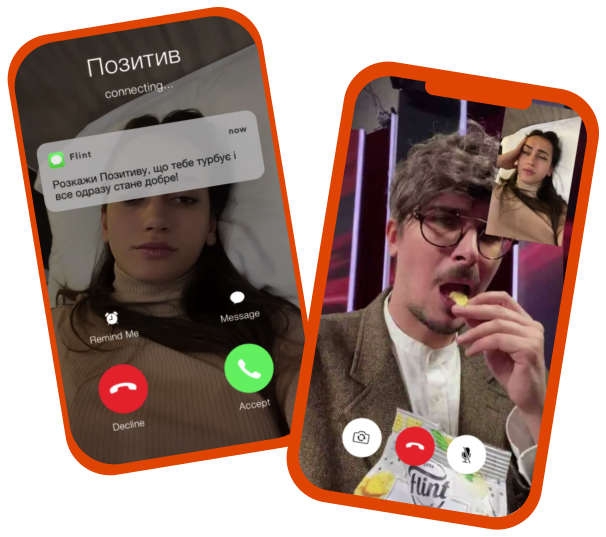 Позитив
connecting...
now
Flint
Розкажи Позитиву, що тебе турбує і
все одразу стане добре!
Remind Me
Message
Decline
Accept
flint